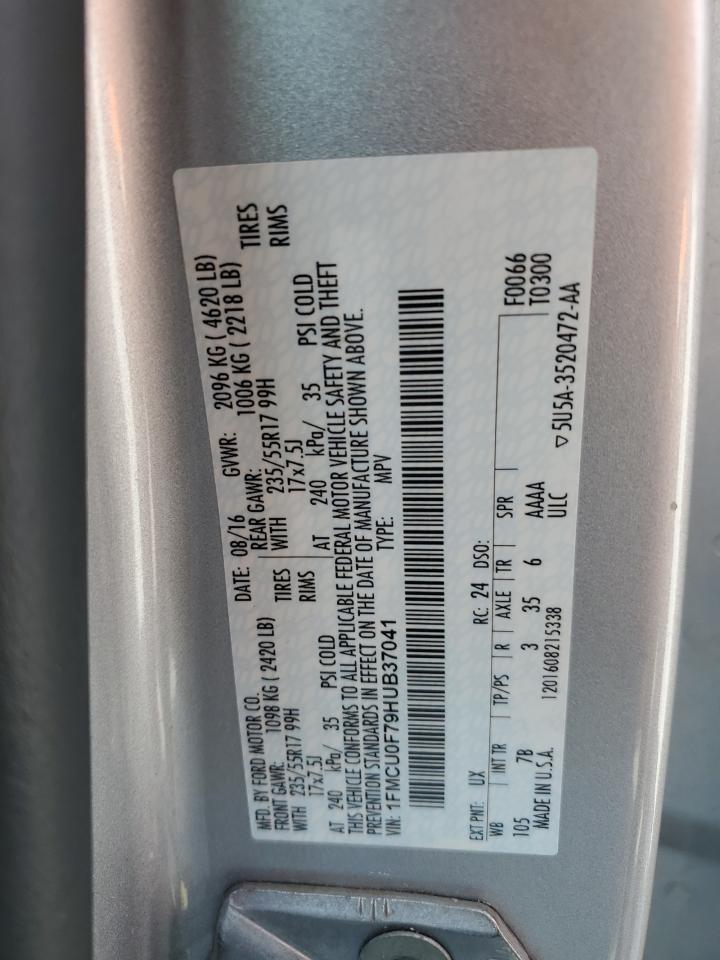 MFD. BY FORD MOTOR CO. DATE: 08/16 GVWR: 2096 KG ( 4620 LB)
FRONT GAWR: 1098 KG ( 2420 LB) REAR GAWR: 1006 KG ( 2218 LB)
WITH 235/55R17 99H TIRES WITH 235/55R17 99H TIRES
17x7.5J RIMS 17x7.5J RIMS
AT 240 kPa/ 35 PSI COLD AT 240 kPa/ 35 PSI COLD
THIS VEHICLE CONFORMS TO ALL APPLICABLE FEDERAL MOTOR VEHICLE SAFETY AND THEFT
PREVENTION STANDARDS IN EFFECT ON THE DATE OF MANUFACTURE SHOWN ABOVE.
VIN: 1FMCU0F79HUB37041 TYPE: MPV
EXT PNT: UX RC: 24 DSO: F0066
WB INT TR TP/PS R AXLE TR SPR T0300
105 7B 3 35 6 AAAA
MADE IN U.S.A. 1201608215338 ULC ▽5U5A-3520472-AA